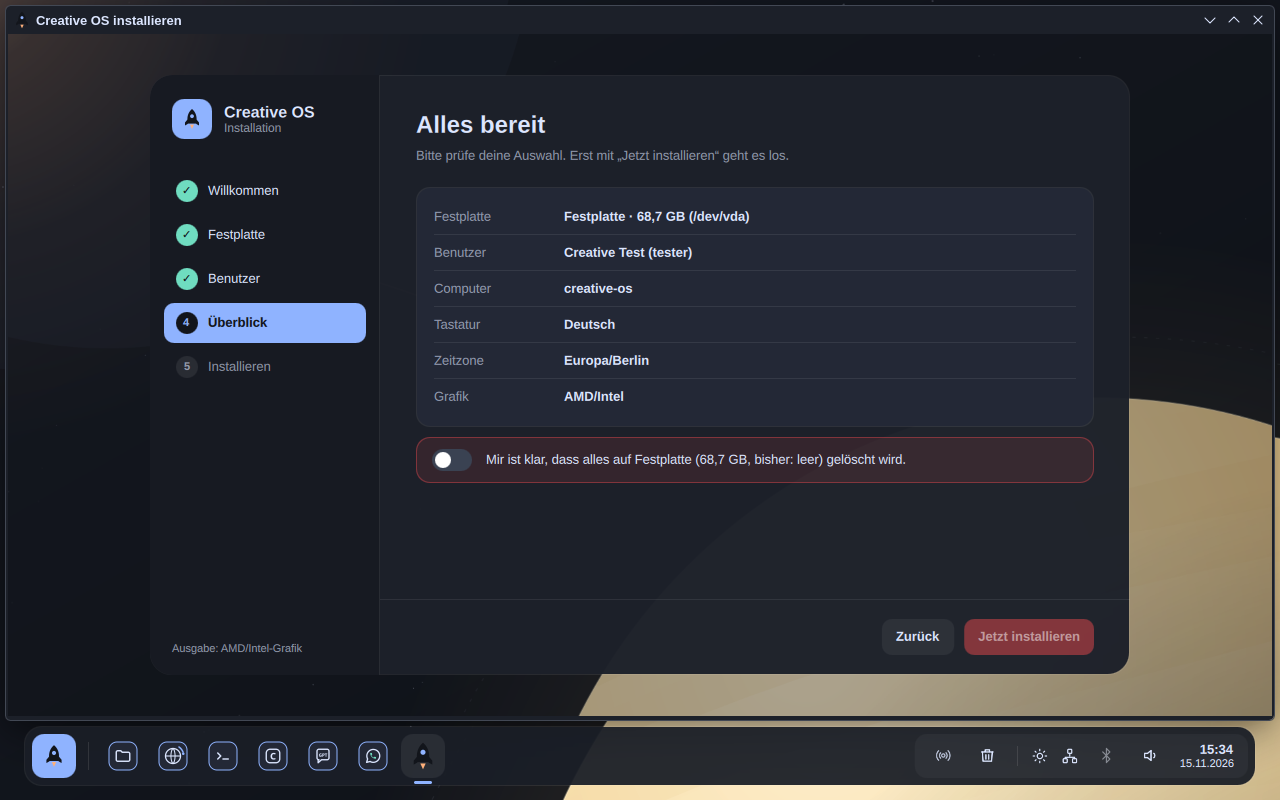 Creative OS installieren
Creative OS
Installation
✓ Willkommen
✓ Festplatte
✓ Benutzer
4 Überblick
5 Installieren
Ausgabe: AMD/Intel-Grafik
Alles bereit
Bitte prüfe deine Auswahl. Erst mit „Jetzt installieren“ geht es los.
Festplatte Festplatte · 68,7 GB (/dev/vda)
Benutzer Creative Test (tester)
Computer creative-os
Tastatur Deutsch
Zeitzone Europa/Berlin
Grafik AMD/Intel
Mir ist klar, dass alles auf Festplatte (68,7 GB, bisher: leer) gelöscht wird.
Zurück Jetzt installieren
C GPT 15:34
15.11.2026